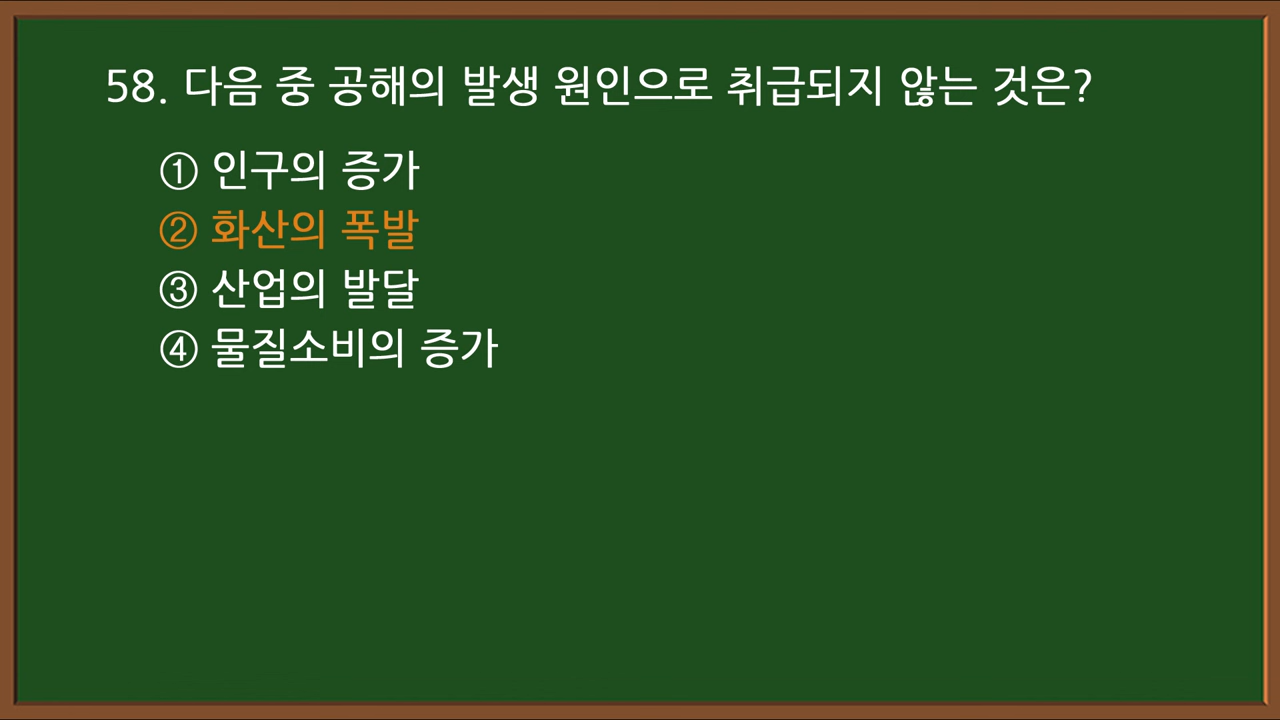 58. 다음 중 공해의 발생 원인으로 취급되지 않는 것은?
① 인구의 증가
② 화산의 폭발
③ 산업의 발달
④ 물질소비의 증가